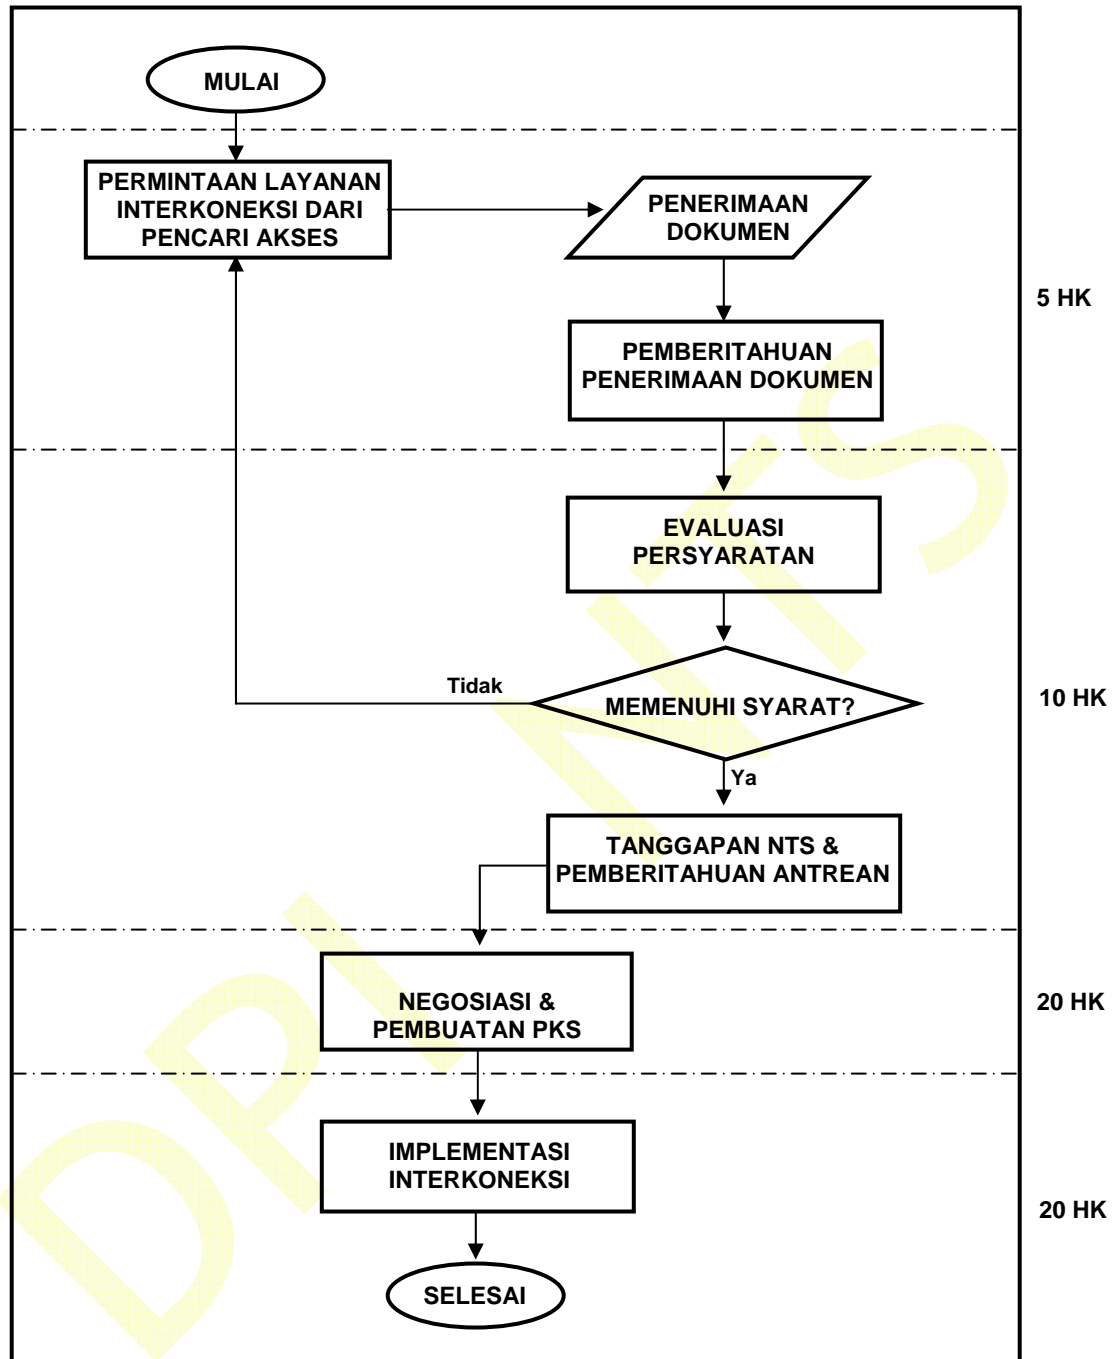 MULAI
PERMINTAAN LAYANAN
INTERKONEKSI DARI
PENCARI AKSES
PENERIMAAN
DOKUMEN
5 HK
PEMBERITAHUAN
PENERIMAAN DOKUMEN
EVALUASI
PERSYARATAN
Tidak
MEMENUHI SYARAT?
10 HK
Ya
TANGGAPAN NTS &
PEMBERITAHUAN ANTREAN
NEGOSIASI &
PEMBUATAN PKS
20 HK
IMPLEMENTASI
INTERKONEKSI
20 HK
SELESAI
DPI NTS